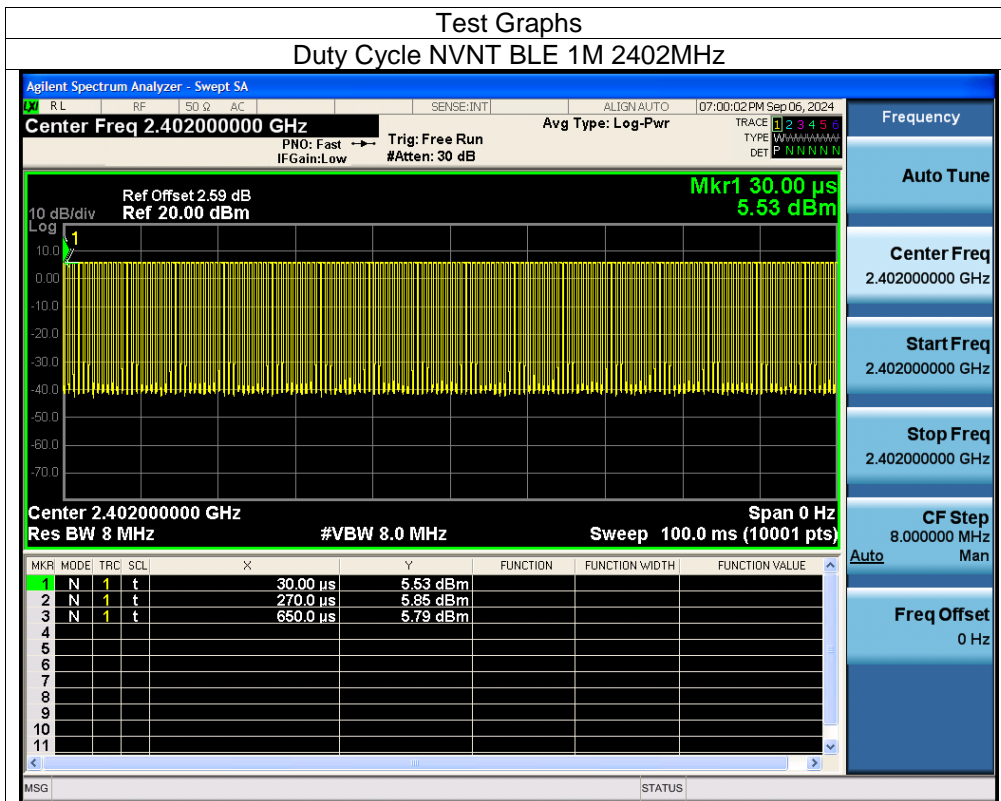 Test Graphs
Duty Cycle NVNT BLE 1M 2402MHz
Agilent Spectrum Analyzer - Swept SA
LXI RL RF 50 Ω AC SENSE:INT ALIGN AUTO 07:00:02 PM Sep 06, 2024
Center Freq 2.402000000 GHz
PNO: Fast
IFGain:Low
Trig: Free Run
#Atten: 30 dB
Avg Type: Log-Pwr
TRACE 1 2 3 4 5 6
TYPE WWWWWWW
DET P N N N N N
Ref Offset 2.59 dB
10 dB/div Ref 20.00 dBm
Log
Mkr1 30.00 µs
5.53 dBm
1
10.0
0.00
-10.0
-20.0
-30.0
-40.0
-50.0
-60.0
-70.0
Center 2.402000000 GHz Span 0 Hz
Res BW 8 MHz #VBW 8.0 MHz Sweep 100.0 ms (10001 pts)
MKR MODE TRC SCL X Y FUNCTION FUNCTION WIDTH FUNCTION VALUE
1 N 1 t 30.00 µs 5.53 dBm
2 N 1 t 270.0 µs 5.85 dBm
3 N 1 t 650.0 µs 5.79 dBm
4
5
6
7
8
9
10
11
MSG STATUS
Frequency
Auto Tune
Center Freq
2.402000000 GHz
Start Freq
2.402000000 GHz
Stop Freq
2.402000000 GHz
CF Step
8.000000 MHz
Auto Man
Freq Offset
0 Hz